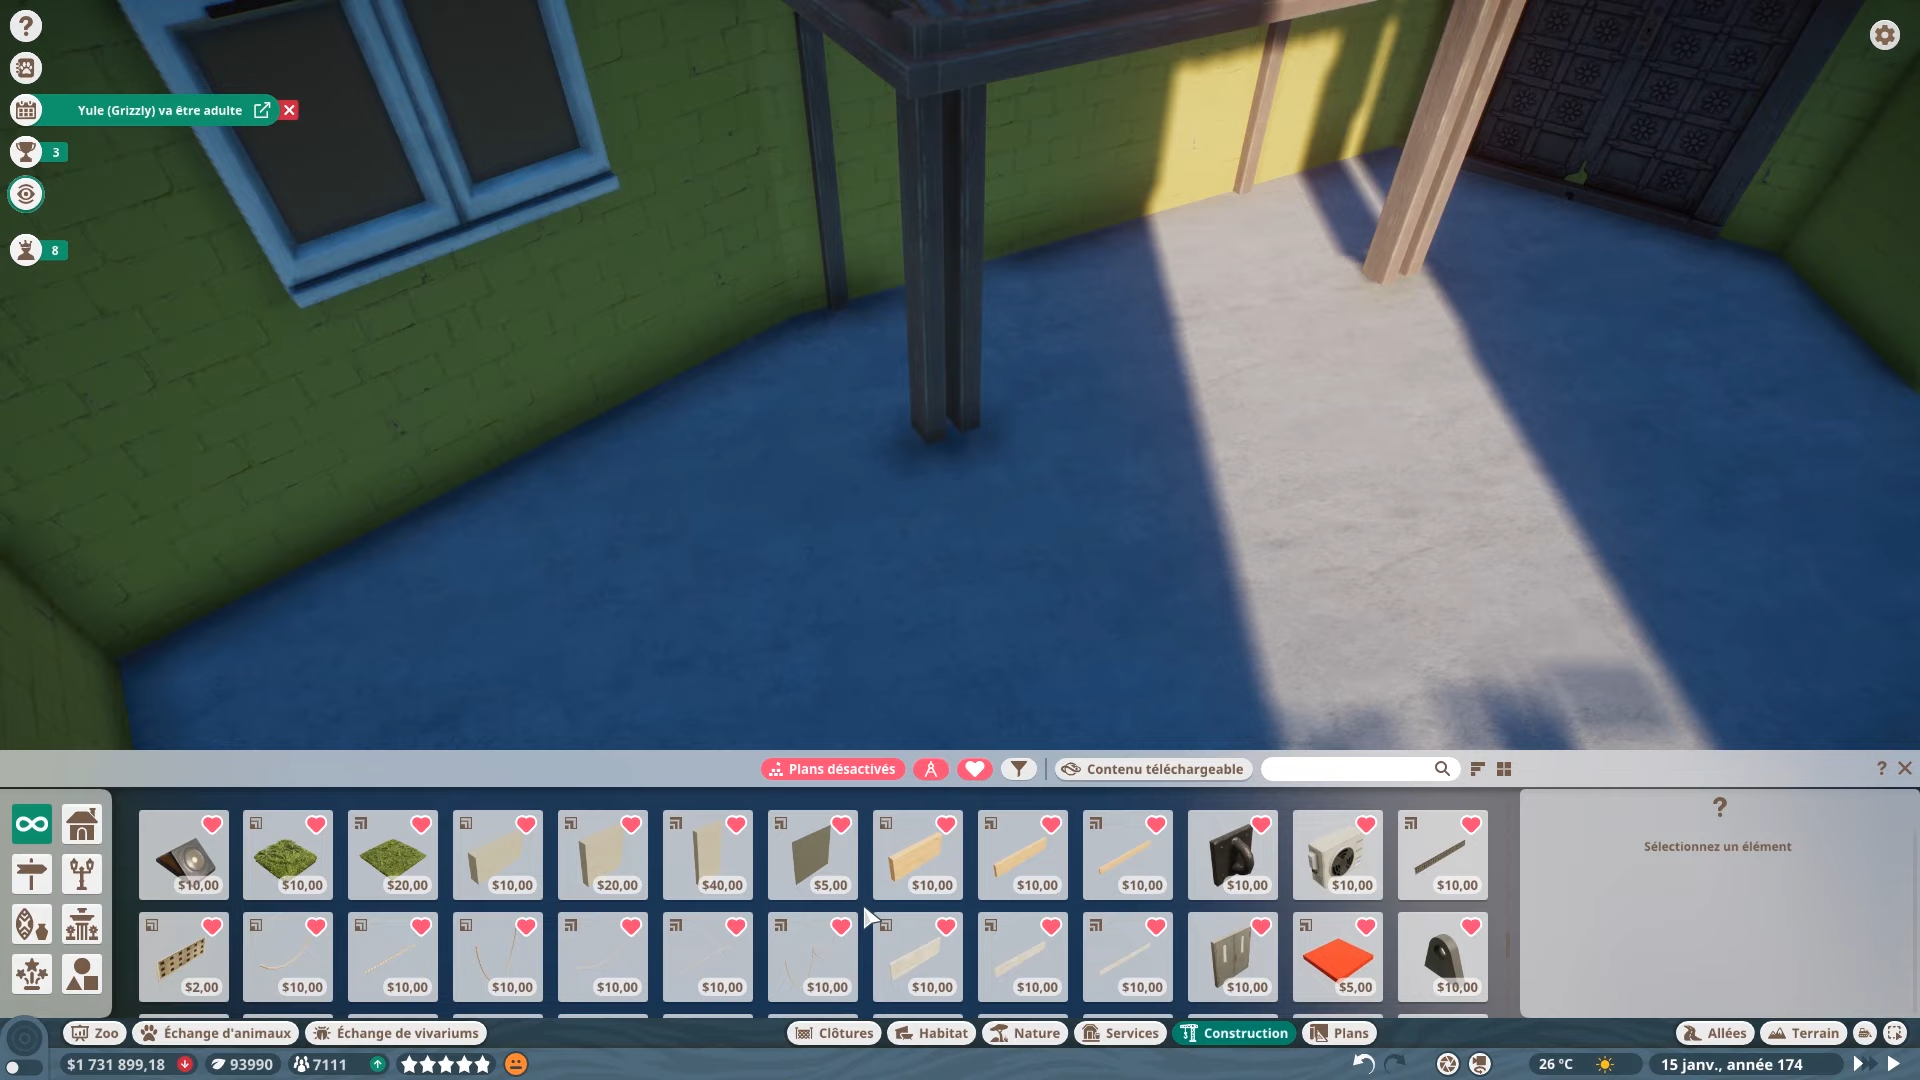 ?
Yule (Grizzly) va être adulte
3
8
Plans désactivés
Contenu téléchargeable
?
?
Sélectionnez un élément
$10,00 $10,00 $20,00 $10,00 $20,00 $40,00 $5,00 $10,00 $10,00 $10,00 $10,00 $10,00 $10,00
$2,00 $10,00 $10,00 $10,00 $10,00 $10,00 $10,00 $10,00 $10,00 $10,00 $10,00 $5,00 $10,00
Zoo Échange d'animaux Échange de vivariums Clôtures Habitat Nature Services Construction Plans Allées Terrain
$1 731 899,18 93990 7111 26 °C 15 janv., année 174